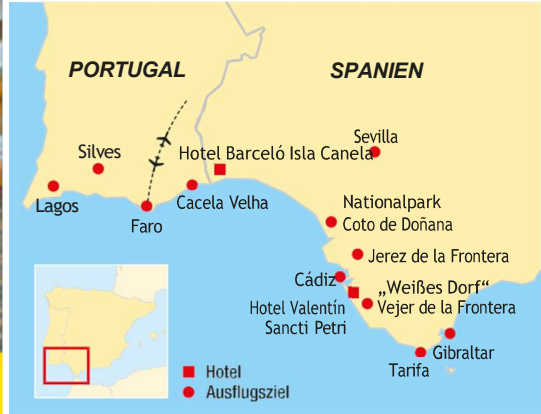 PORTUGAL
SPANIEN
Sevilla
Silves
Hotel Barceló Isla Canela
Lagos
Cacela Velha
Faro
Nationalpark
Coto de Doñana
Jerez de la Frontera
Cádiz
„Weißes Dorf“
Vejer de la Frontera
Hotel Valentín
Sancti Petri
Gibraltar
Tarifa
Hotel
Ausflugsziel